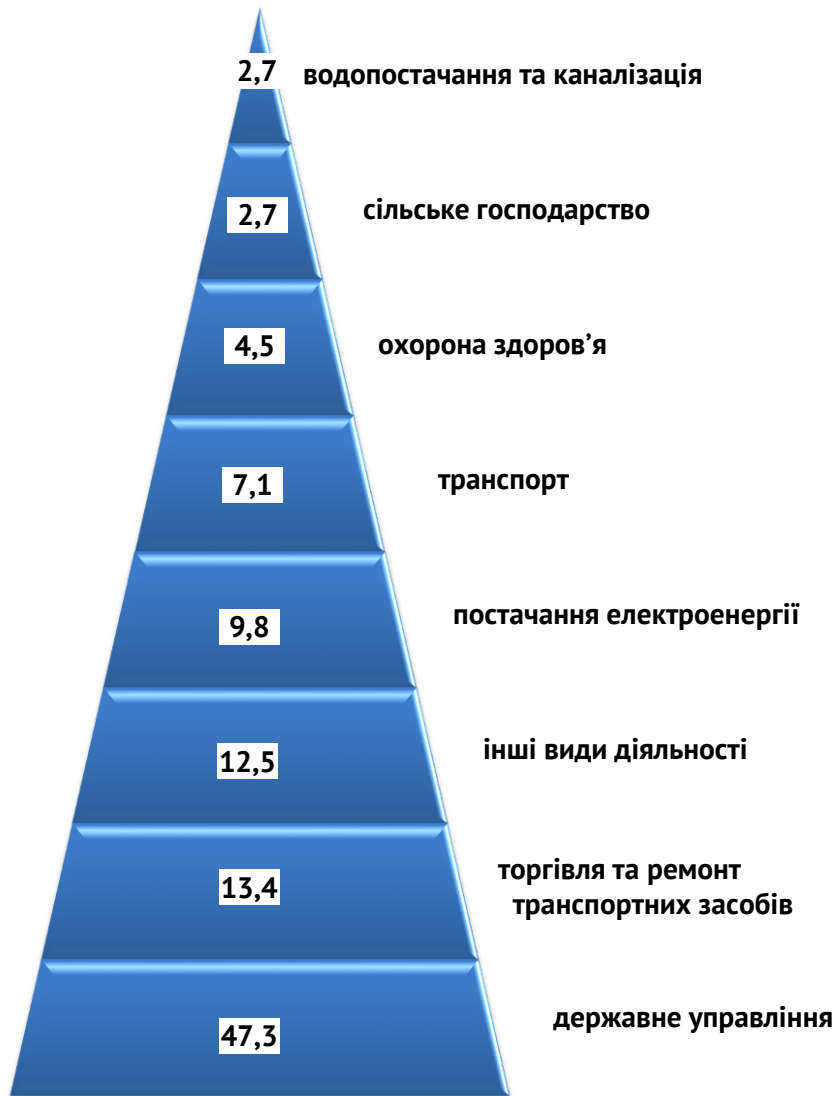 2,7 водопостачання та каналізація
2,7 сільське господарство
4,5 охорона здоров’я
7,1 транспорт
9,8 постачання електроенергії
12,5 інші види діяльності
13,4 торгівля та ремонт
транспортних засобів
47,3 державне управління